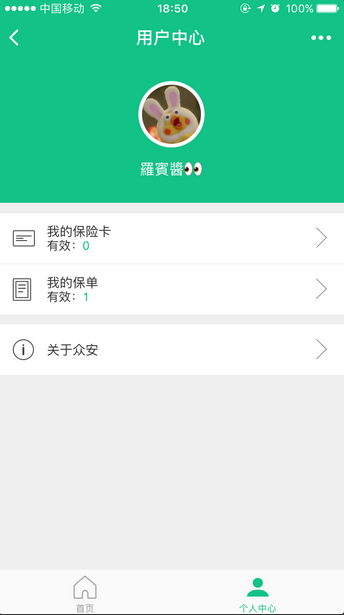 中国移动
18:50
100%
用户中心
羅賓醬👀
我的保险卡
有效：0
我的保单
有效：1
关于众安
首页
个人中心